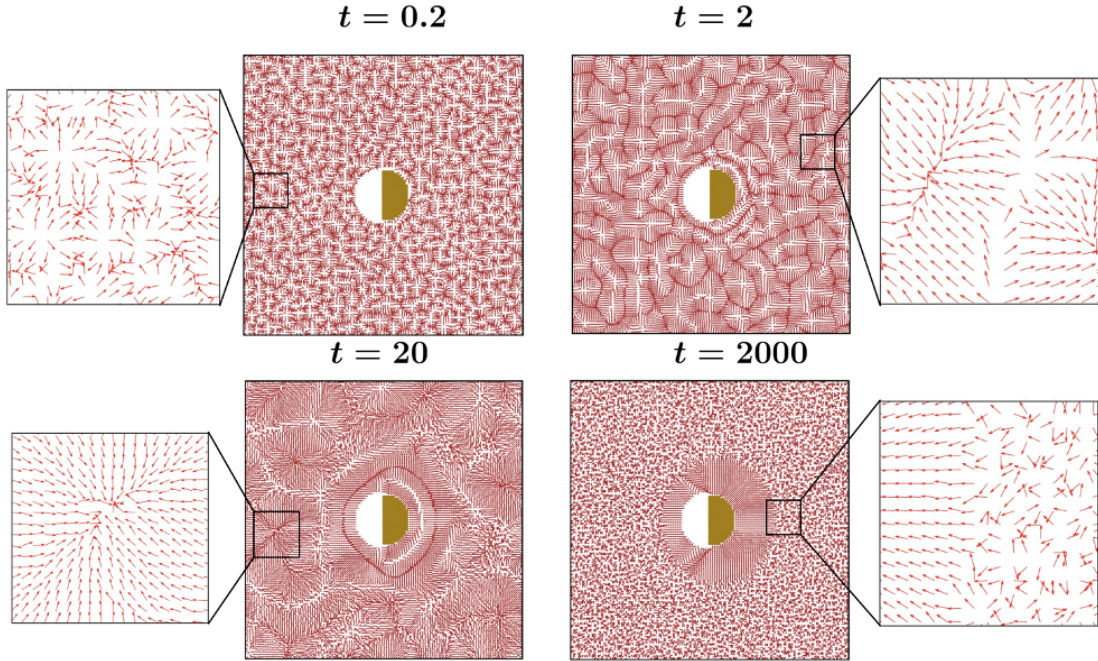 t = 0.2
t = 2
t = 20
t = 2000